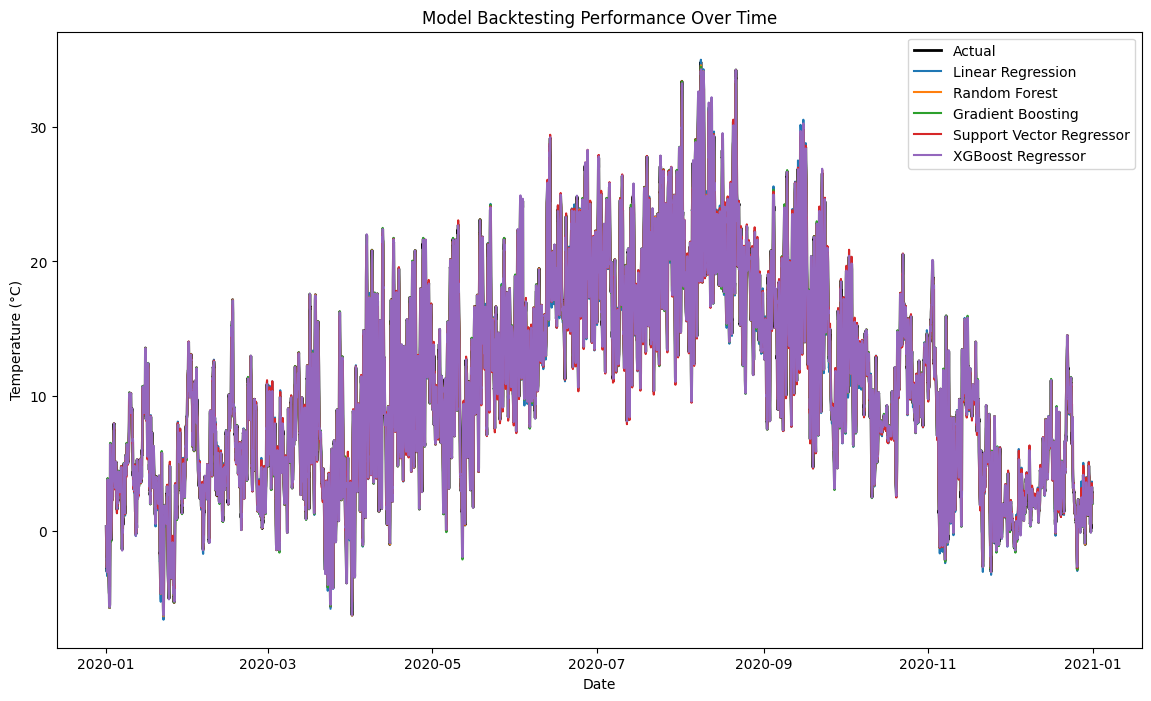 Model Backtesting Performance Over Time
Actual
Linear Regression
Random Forest
Gradient Boosting
Support Vector Regressor
XGBoost Regressor
Temperature (°C)
30
20
10
0
2020-01
2020-03
2020-05
2020-07
2020-09
2020-11
2021-01
Date